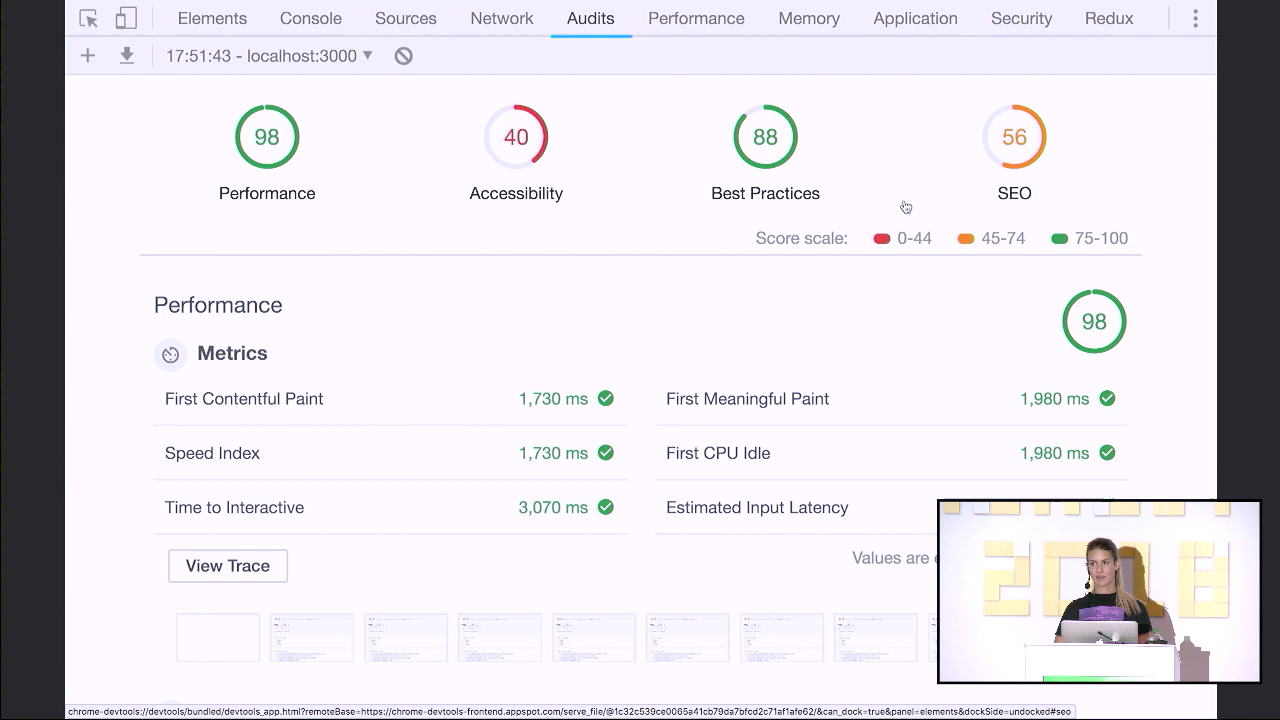 Elements Console Sources Network Audits Performance Memory Application Security Redux
17:51:43 - localhost:3000
98 40 88 56
Performance Accessibility Best Practices SEO
Score scale: 0-44 45-74 75-100
Performance
98
Metrics
First Contentful Paint 1,730 ms First Meaningful Paint 1,980 ms
Speed Index 1,730 ms First CPU Idle 1,980 ms
Time to Interactive 3,070 ms Estimated Input Latency
View Trace
Values are
2018
chrome-devtools://devtools/bundled/devtools_app.html?remoteBase=https://chrome-devtools-frontend.appspot.com/serve_file/@1c32c539ce0065a41cb79da7bfcd2c71af1afe62/&can_dock=true&panel=elements&dockSide=undocked#seo